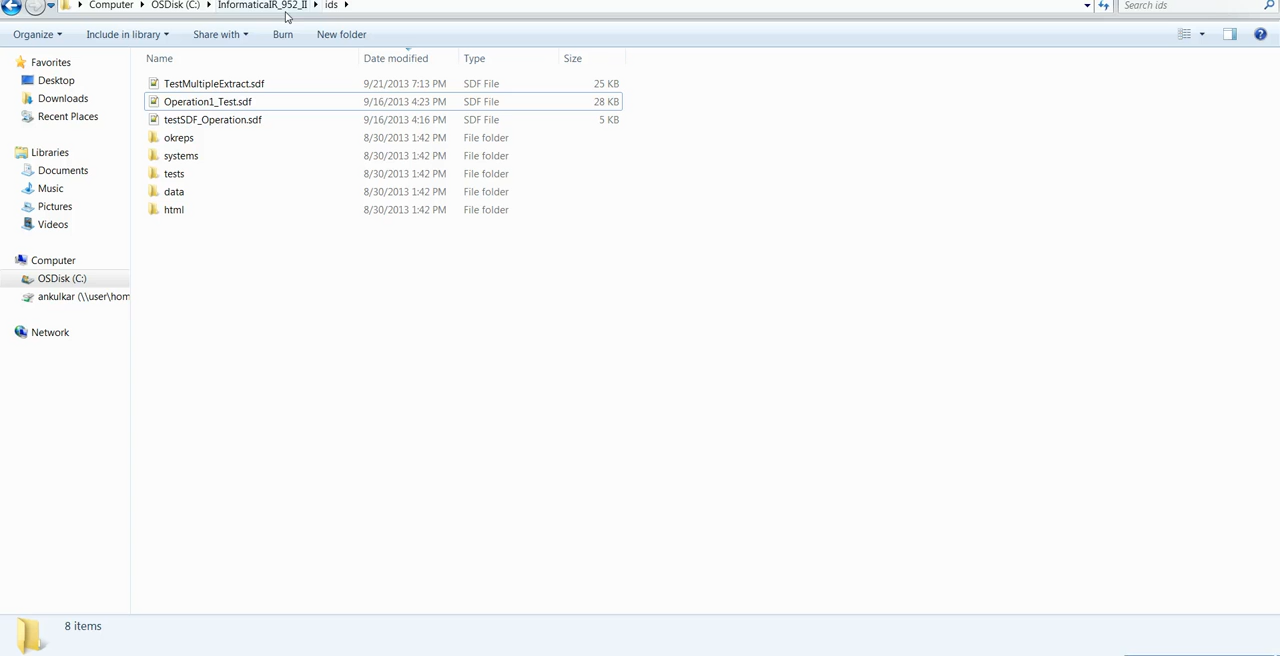 Computer OSDisk (C:) InformaticaIR_952_II ids Search ids
Organize Include in library Share with Burn New folder
Favorites
Desktop
Downloads
Recent Places
Libraries
Documents
Music
Pictures
Videos
Computer
OSDisk (C:)
ankulkar (\\user\hom
Network
Name Date modified Type Size
TestMultipleExtract.sdf 9/21/2013 7:13 PM SDF File 25 KB
Operation1_Test.sdf 9/16/2013 4:23 PM SDF File 28 KB
testSDF_Operation.sdf 9/16/2013 4:16 PM SDF File 5 KB
okreps 8/30/2013 1:42 PM File folder
systems 8/30/2013 1:42 PM File folder
tests 8/30/2013 1:42 PM File folder
data 8/30/2013 1:42 PM File folder
html 8/30/2013 1:42 PM File folder
8 items